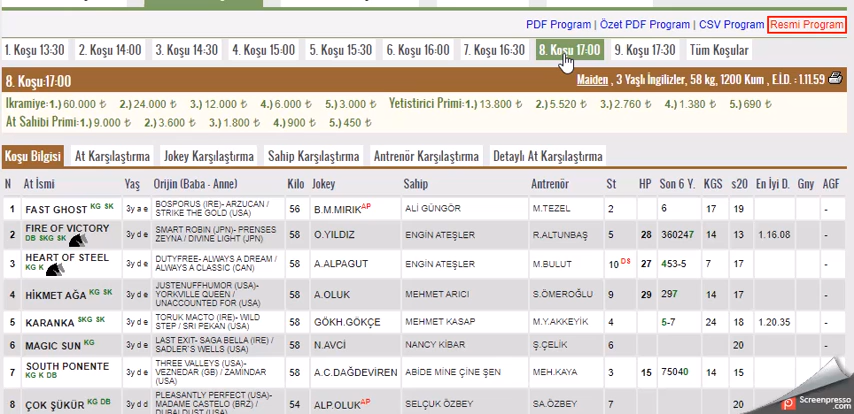 PDF Program | Özet PDF Program | CSV Program Resmi Program
1. Koşu 13:30 2. Koşu 14:00 3. Koşu 14:30 4. Koşu 15:00 5. Koşu 15:30 6. Koşu 16:00 7. Koşu 16:30 8. Koşu 17:00 9. Koşu 17:30 Tüm Koşular
8. Koşu:17:00 Maiden , 3 Yaşlı İngilizler, 58 kg, 1200 Kum , E.İ.D. : 1.11.59
İkramiye: 1.) 60.000 ₺ 2.) 24.000 ₺ 3.) 12.000 ₺ 4.) 6.000 ₺ 5.) 3.000 ₺ Yetistirici Primi: 1.) 13.800 ₺ 2.) 5.520 ₺ 3.) 2.760 ₺ 4.) 1.380 ₺ 5.) 690 ₺
At Sahibi Primi: 1.) 9.000 ₺ 2.) 3.600 ₺ 3.) 1.800 ₺ 4.) 900 ₺ 5.) 450 ₺
Koşu Bilgisi At Karşılaştırma Jokey Karşılaştırma Sahip Karşılaştırma Antrenör Karşılaştırma Detaylı At Karşılaştırma
N At İsmi Yaş Orijin (Baba - Anne) Kilo Jokey Sahip Antrenör St HP Son 6 Y. KGS s20 En İyi D. Gny AGF
1 FAST GHOST KG SK 3y a e BOSPORUS (IRE)- ARZUCAN / STRIKE THE GOLD (USA) 56 B.M.MIRIK AP ALİ GÜNGÖR M.TEZEL 2 6 17 19 -
2 FIRE OF VICTORY DB SKG SK 3y d e SMART ROBIN (JPN)- PRENSES ZEYNA / DIVINE LIGHT (JPN) 58 O.YILDIZ ENGİN ATEŞLER R.ALTUNBAŞ 5 28 360247 14 13 1.16.08 -
3 HEART OF STEEL KG K 3y d e DUTYFREE- ALWAYS A DREAM / ALWAYS A CLASSIC (CAN) 58 A.ALPAGUT ENGİN ATEŞLER M.BULUT 10 DS 27 453-5 7 17 -
4 HİKMET AĞA KG SK 3y d e JUSTENUFFHUMOR (USA)- YORKVILLE QUEEN / UNACCOUNTED FOR (USA) 58 A.OLUK MEHMET ARICI S.ÖMEROĞLU 9 29 297 14 17 -
5 KARANKA SKG SK 3y d e TORUK MACTO (IRE)- WILD STEP / SRI PEKAN (USA) 58 GÖKH.GÖKÇE MEHMET KASAP M.Y.AKKEYİK 4 5-7 24 18 1.20.35 -
6 MAGIC SUN KG 3y d e LAST EXIT- SAGA BELLA (IRE) / SADLER'S WELLS (USA) 58 N.AVCİ NANCY KİBAR Ş.ÇELİK 6 20 -
7 SOUTH PONENTE KG K DB 3y d e THREE VALLEYS (USA)- VEZNEDAR (GB) / ZAMINDAR (USA) 58 A.C.DAĞDEVİREN ABİDE MİNE ÇİNE ŞEN MEH.KAYA 3 15 75040 14
8 ÇOK ŞÜKÜR KG DB 3y d d PLEASANTLY PERFECT (USA)- MADAME CASTELO (BRZ) / DUBAI DUST (USA) 54 ALP.OLUK AP SELÇUK ÖZBEY SA.ÖZBEY 7 20
Screenpresso
.com